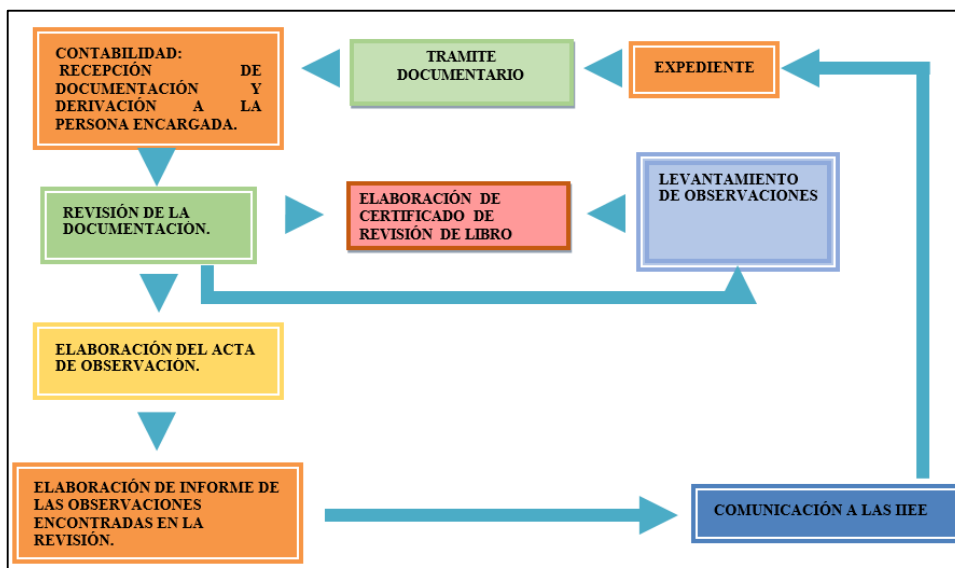 CONTABILIDAD:
RECEPCIÓN DE
DOCUMENTACIÓN Y
DERIVACIÓN A LA
PERSONA ENCARGADA.
TRAMITE
DOCUMENTARIO
EXPEDIENTE
REVISIÓN DE LA
DOCUMENTACIÓN.
ELABORACIÓN DE
CERTIFICADO DE
REVISIÓN DE LIBRO
LEVANTAMIENTO
DE OBSERVACIONES
ELABORACIÓN DEL ACTA
DE OBSERVACIÓN.
ELABORACIÓN DE INFORME DE
LAS OBSERVACIONES
ENCONTRADAS EN LA
REVISIÓN.
COMUNICACIÓN A LAS IIEE